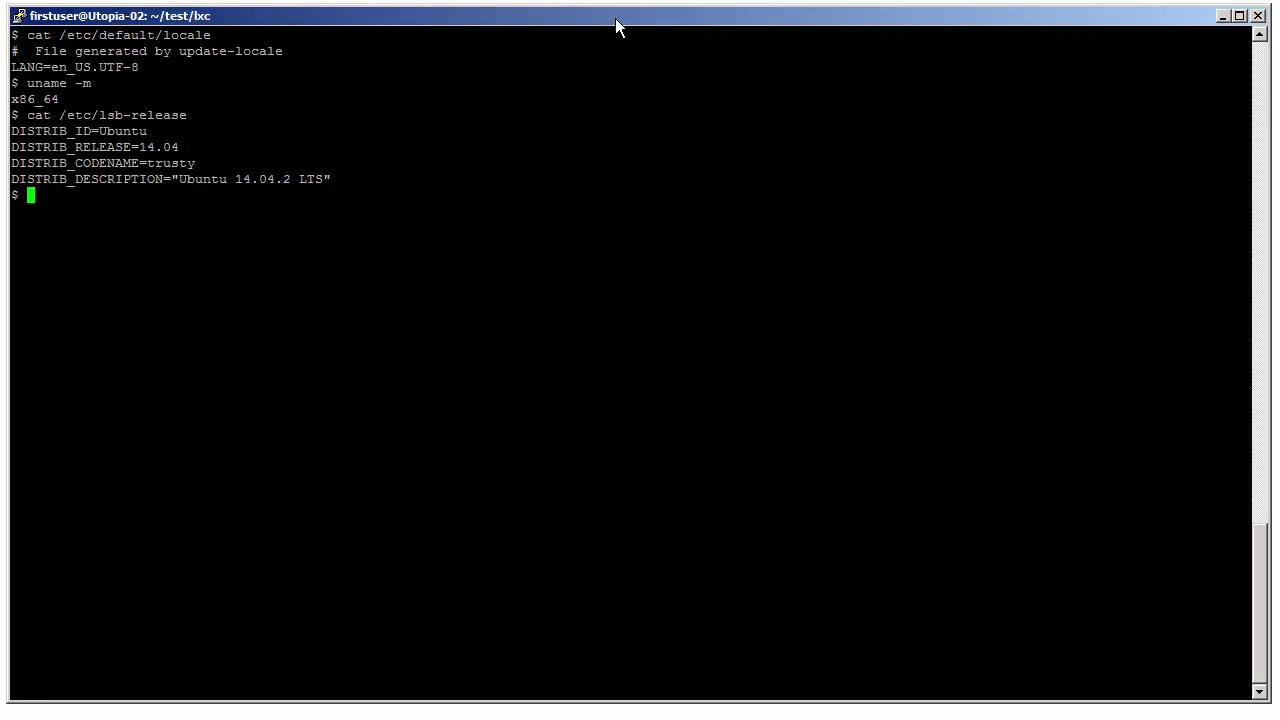 firstuser@Utopia-02: ~/test/lxc
$ cat /etc/default/locale
#  File generated by update-locale
LANG=en_US.UTF-8
$ uname -m
x86_64
$ cat /etc/lsb-release
DISTRIB_ID=Ubuntu
DISTRIB_RELEASE=14.04
DISTRIB_CODENAME=trusty
DISTRIB_DESCRIPTION="Ubuntu 14.04.2 LTS"
$